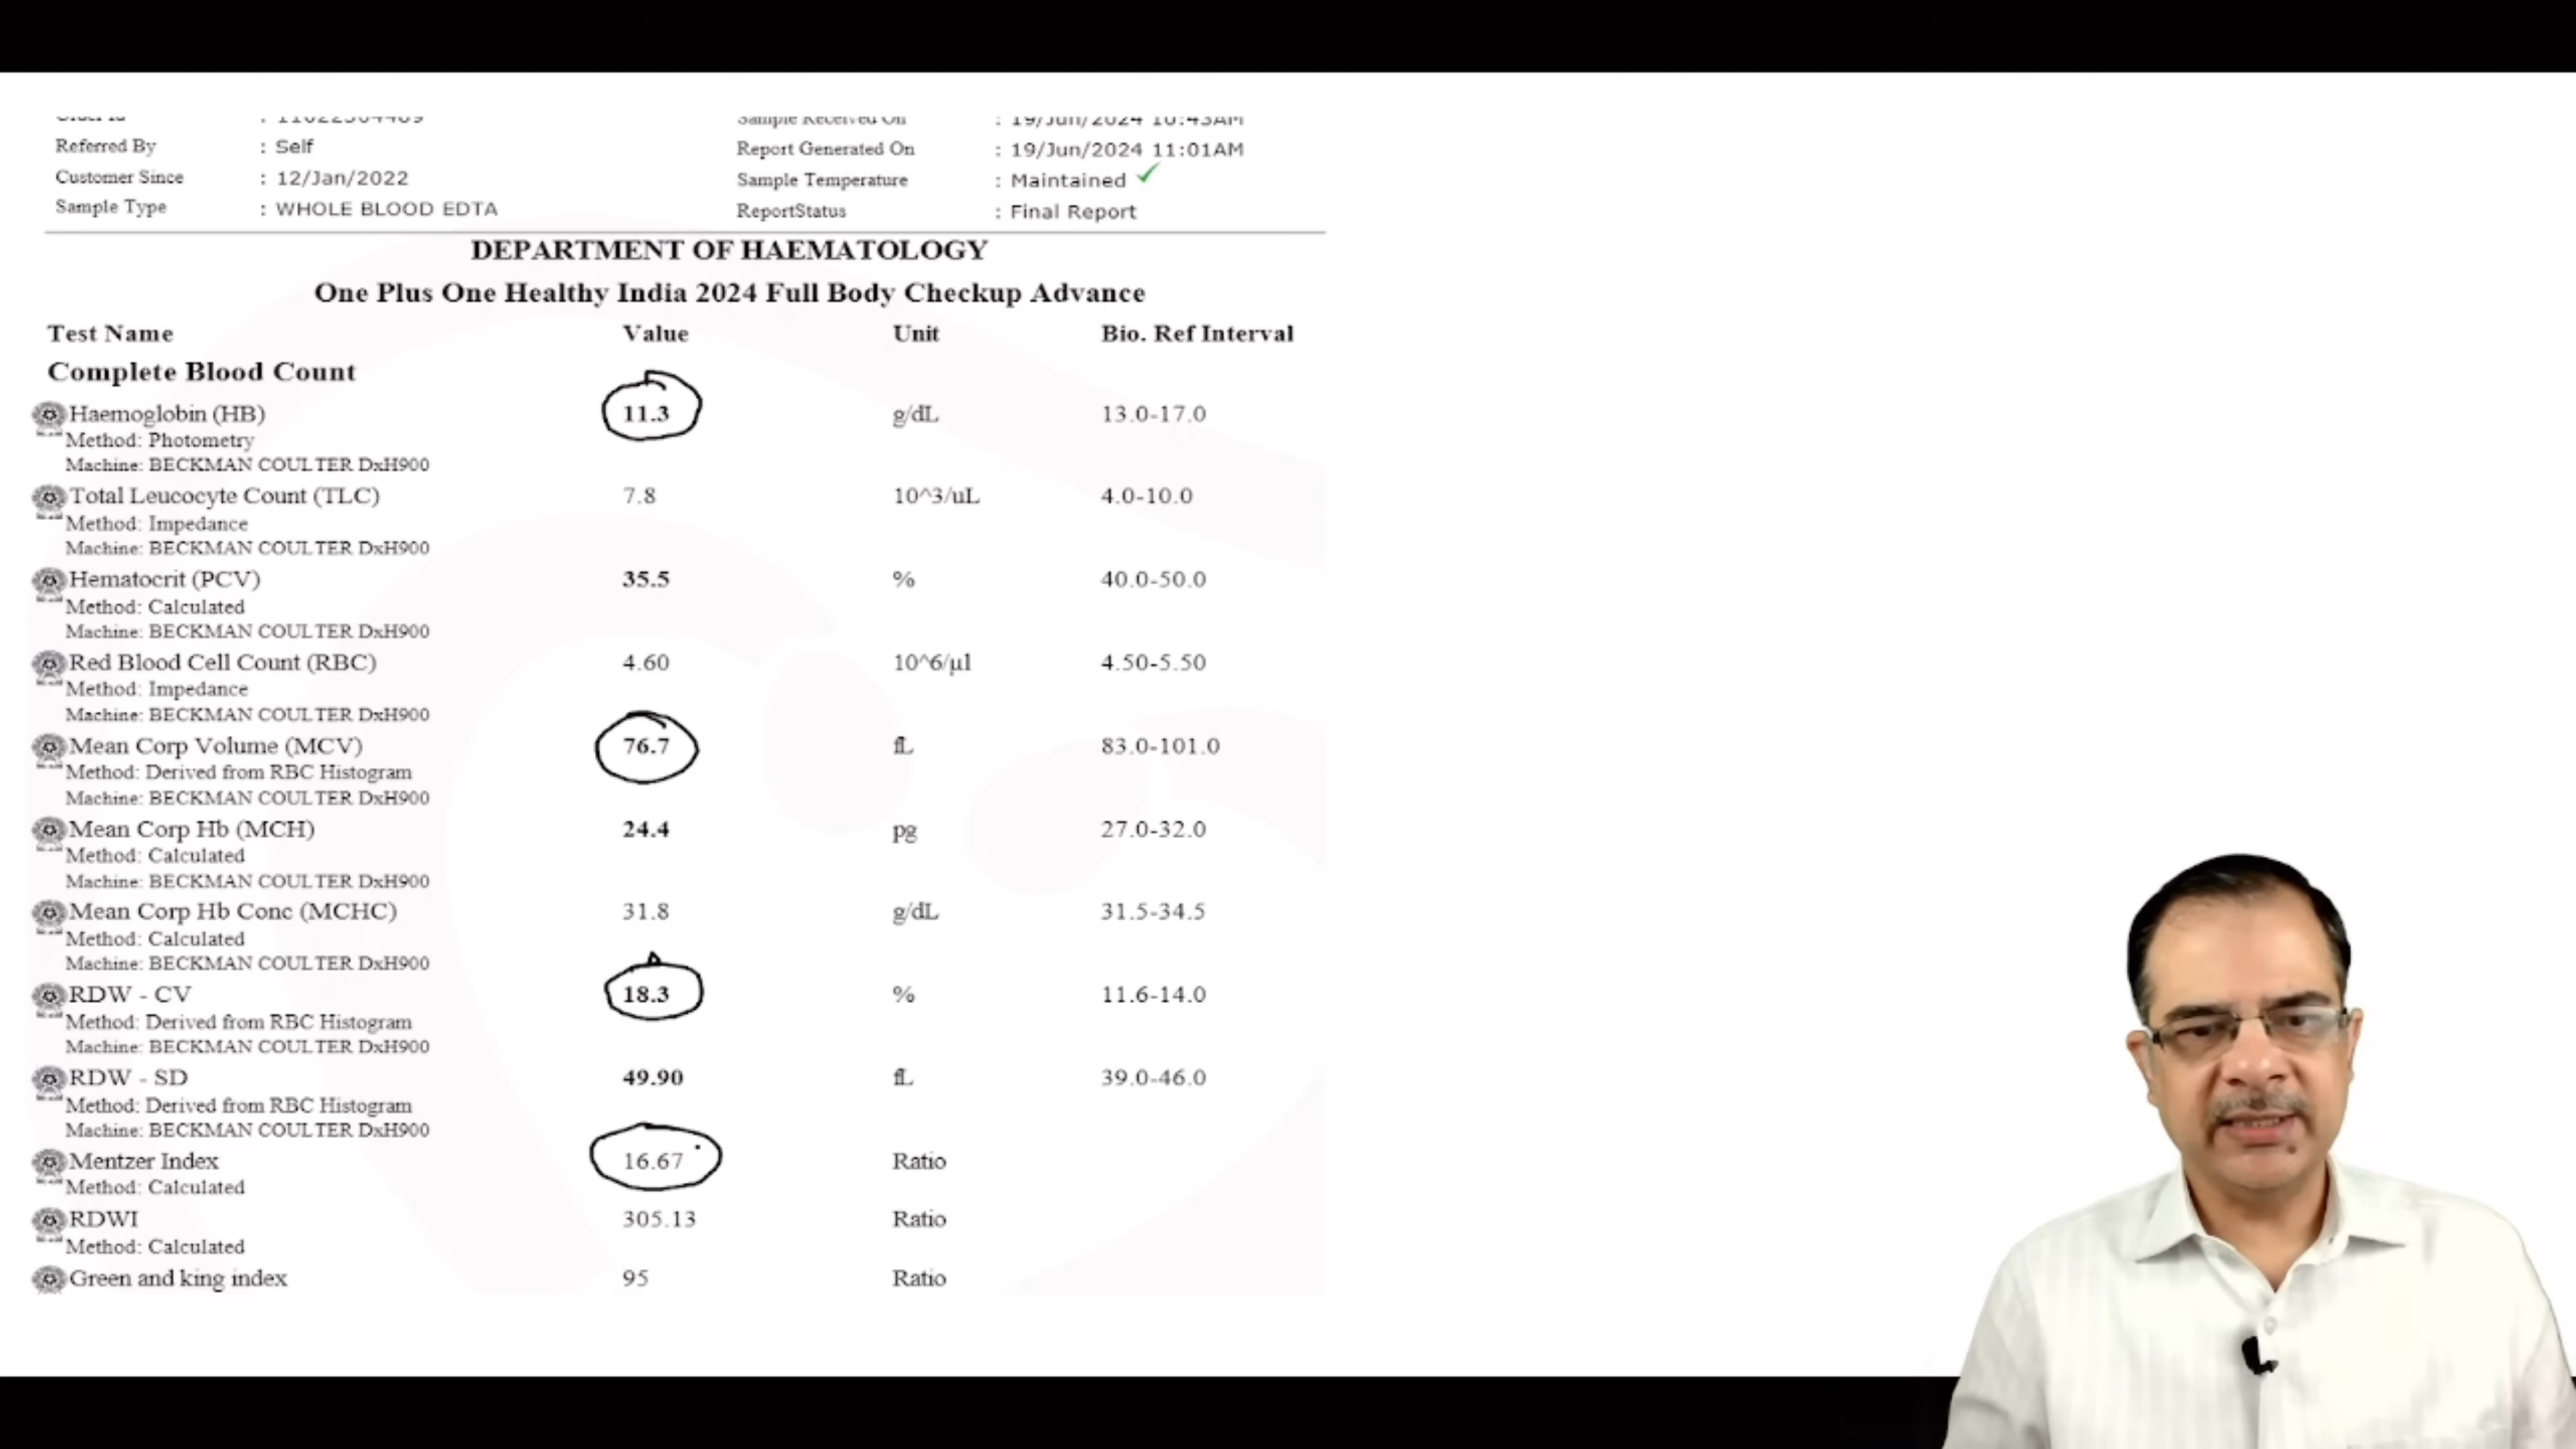 Referred By : Self
Report Generated On : 19/Jun/2024 11:01AM
Customer Since : 12/Jan/2022
Sample Temperature : Maintained
Sample Type : WHOLE BLOOD EDTA
ReportStatus : Final Report
DEPARTMENT OF HAEMATOLOGY
One Plus One Healthy India 2024 Full Body Checkup Advance
Test Name Value Unit Bio. Ref Interval
Complete Blood Count
Haemoglobin (HB) 11.3 g/dL 13.0-17.0
Method: Photometry
Machine: BECKMAN COULTER DxH900
Total Leucocyte Count (TLC) 7.8 10^3/uL 4.0-10.0
Method: Impedance
Machine: BECKMAN COULTER DxH900
Hematocrit (PCV) 35.5 % 40.0-50.0
Method: Calculated
Machine: BECKMAN COULTER DxH900
Red Blood Cell Count (RBC) 4.60 10^6/µl 4.50-5.50
Method: Impedance
Machine: BECKMAN COULTER DxH900
Mean Corp Volume (MCV) 76.7 fL 83.0-101.0
Method: Derived from RBC Histogram
Machine: BECKMAN COULTER DxH900
Mean Corp Hb (MCH) 24.4 pg 27.0-32.0
Method: Calculated
Machine: BECKMAN COULTER DxH900
Mean Corp Hb Conc (MCHC) 31.8 g/dL 31.5-34.5
Method: Calculated
Machine: BECKMAN COULTER DxH900
RDW - CV 18.3 % 11.6-14.0
Method: Derived from RBC Histogram
Machine: BECKMAN COULTER DxH900
RDW - SD 49.90 fL 39.0-46.0
Method: Derived from RBC Histogram
Machine: BECKMAN COULTER DxH900
Mentzer Index 16.67 Ratio
Method: Calculated
RDWI 305.13 Ratio
Method: Calculated
Green and king index 95 Ratio